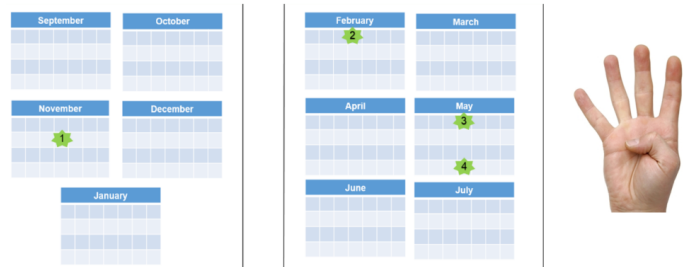 September
October
November
1
December
January
February
2
March
April
May
3
4
June
July